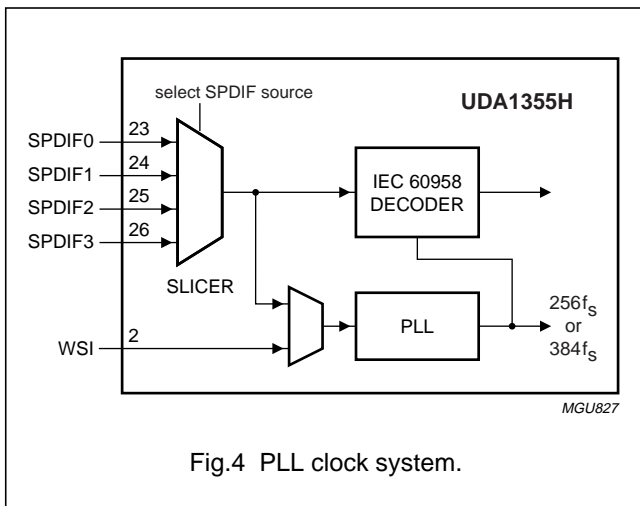 select SPDIF source
UDA1355H
SPDIF0
23
SPDIF1
24
SPDIF2
25
SPDIF3
26
SLICER
IEC 60958
DECODER
WSI
2
PLL
256fs
or
384fs
MGU827
Fig.4 PLL clock system.